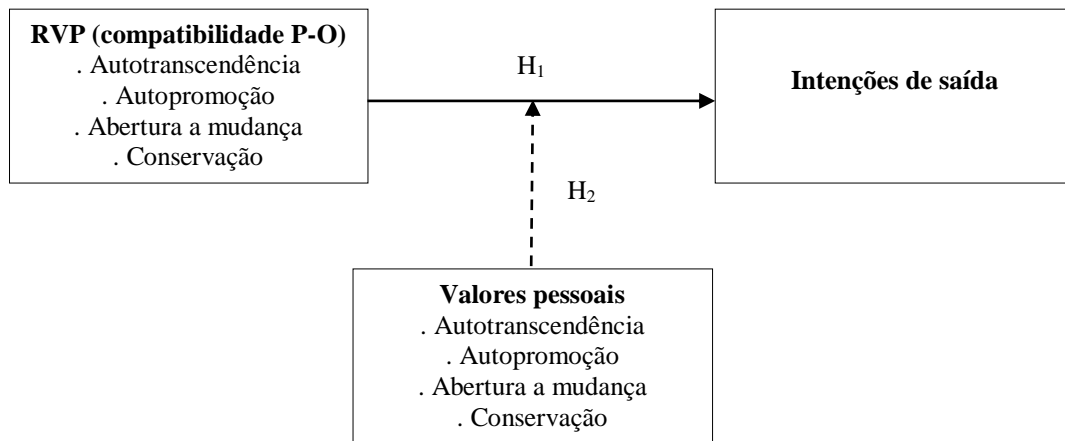 RVP (compatibilidade P-O)
. Autotranscendência
. Autopromoção
. Abertura a mudança
. Conservação
H₁
Intenções de saída
H₂
Valores pessoais
. Autotranscendência
. Autopromoção
. Abertura a mudança
. Conservação